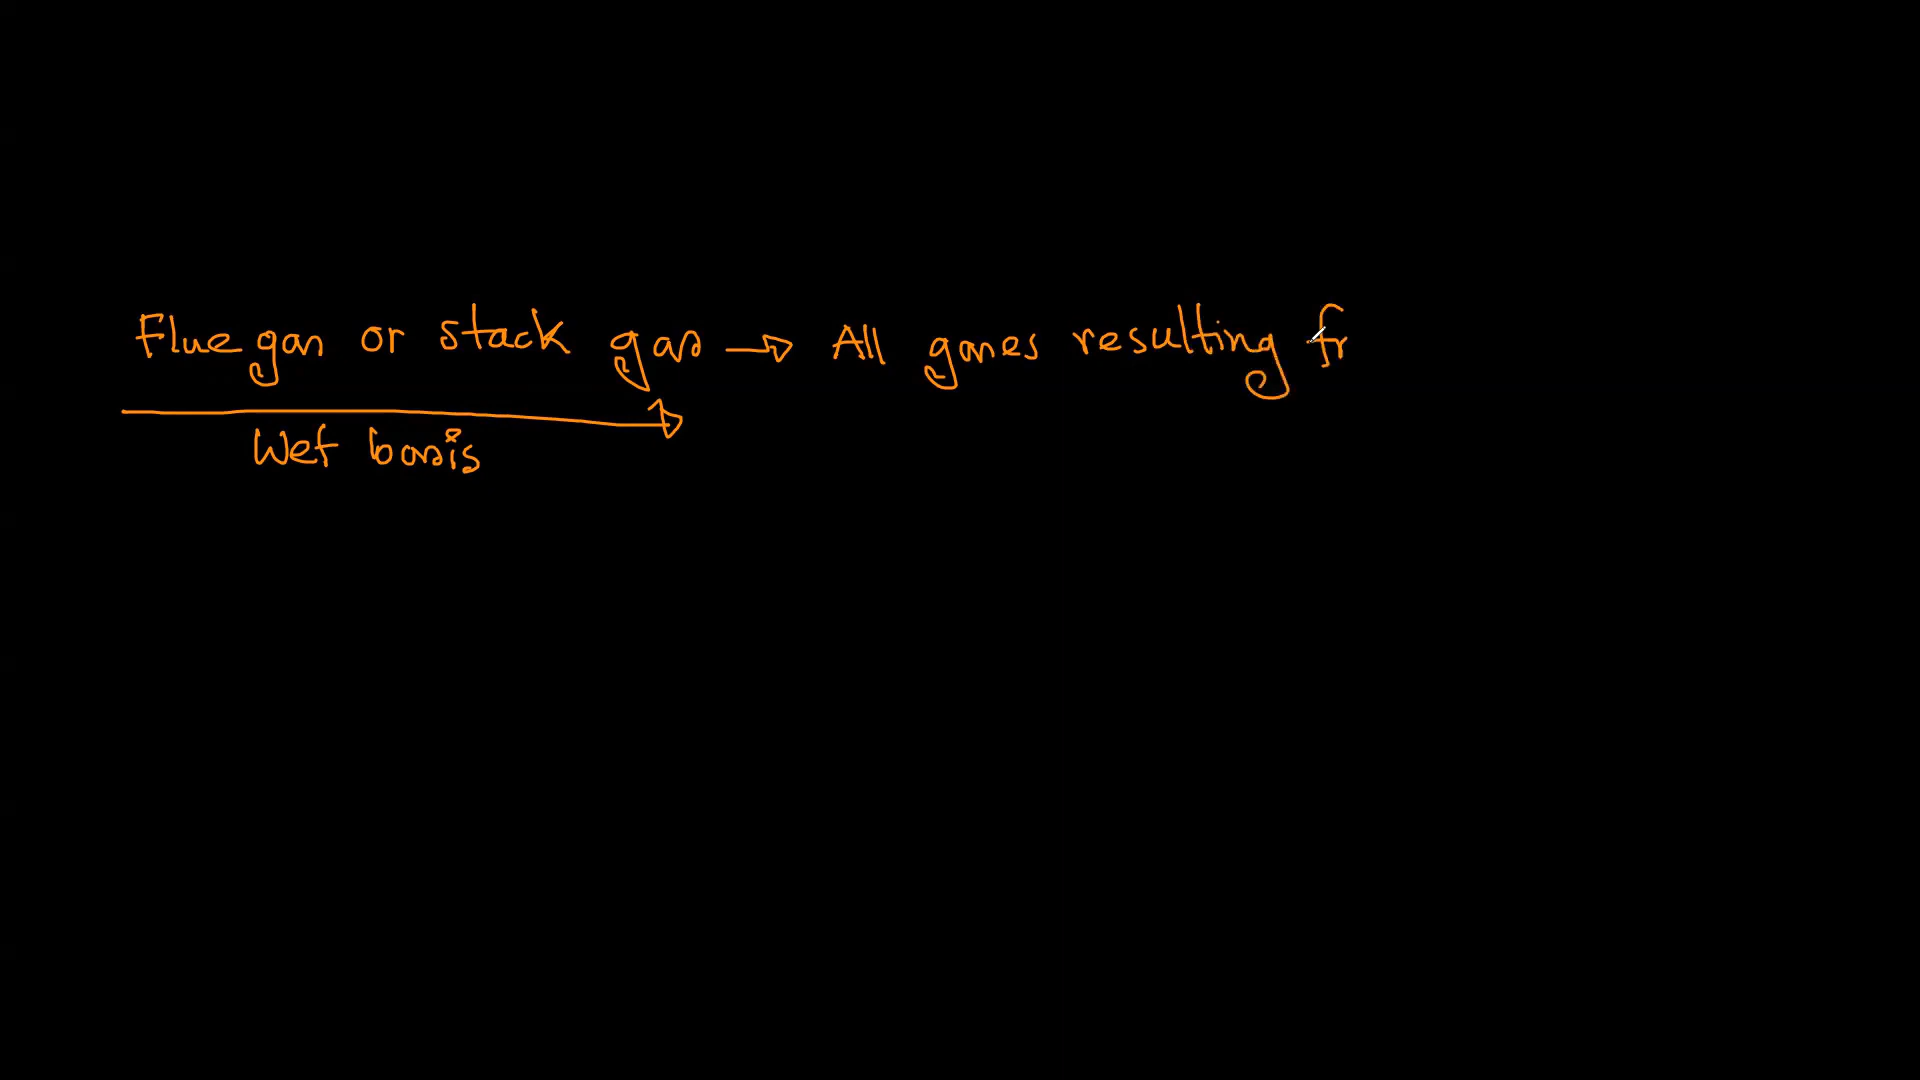 Flue gas or stack gas → All gases resulting fr
Wet basis